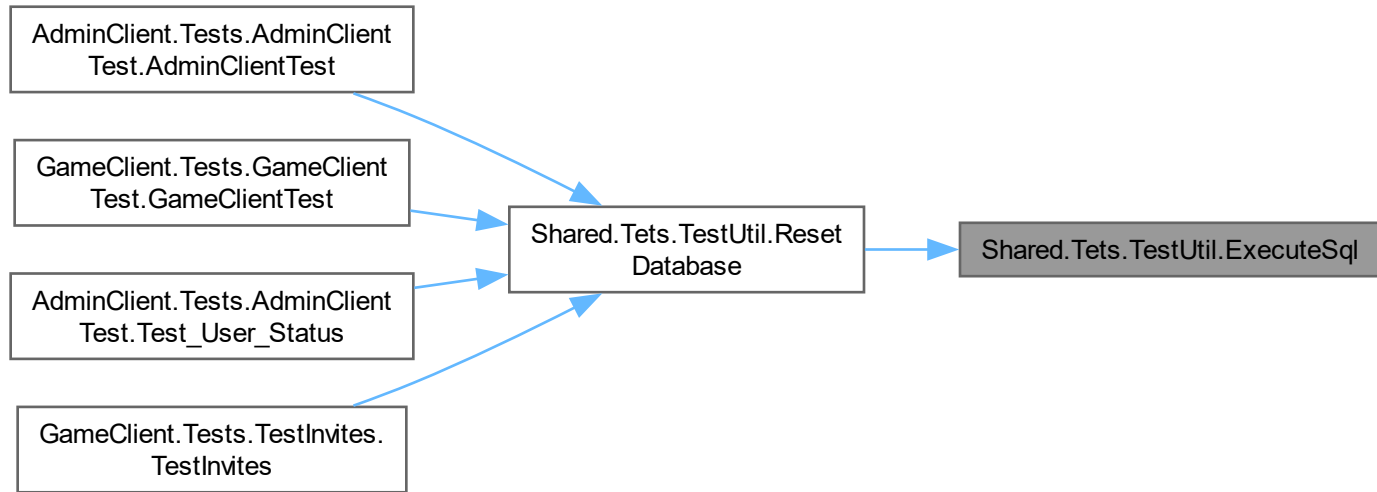 AdminClient.Tests.AdminClient
Test.AdminClientTest
GameClient.Tests.GameClient
Test.GameClientTest
Shared.Tets.TestUtil.Reset
Database
Shared.Tets.TestUtil.ExecuteSql
AdminClient.Tests.AdminClient
Test.Test_User_Status
GameClient.Tests.TestInvites.
TestInvites